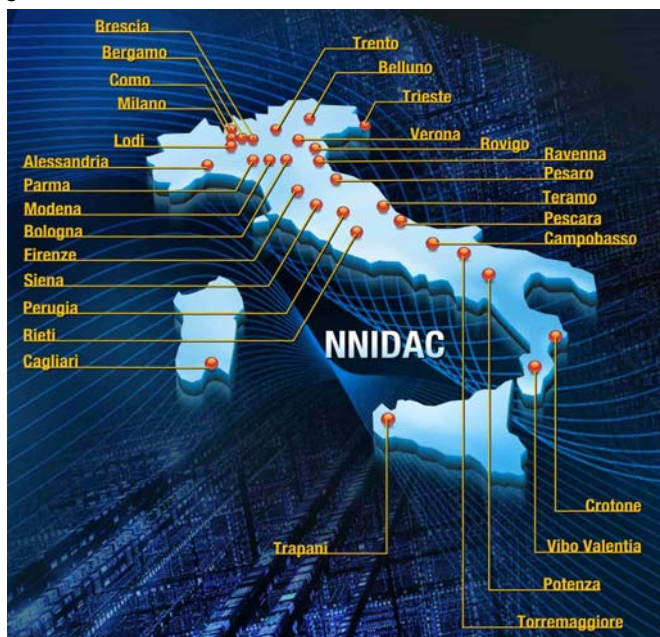 Brescia
Bergamo
Como
Milano
Lodi
Alessandria
Parma
Modena
Bologna
Firenze
Siena
Perugia
Rieti
Cagliari
Trento
Belluno
Trieste
Verona
Rovigo
Ravenna
Pesaro
Teramo
Pescara
Campobasso
NNIDAC
Crotone
Trapani
Vibo Valentia
Potenza
Torremaggiore